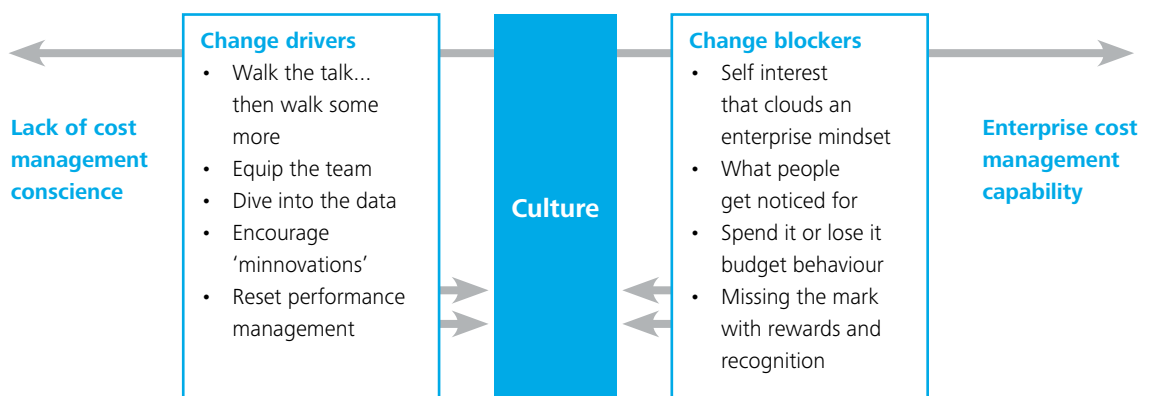 Lack of cost
management
conscience
Change drivers
• Walk the talk...
then walk some
more
• Equip the team
• Dive into the data
• Encourage
'minnovations'
• Reset performance
management
Culture
Change blockers
• Self interest
that clouds an
enterprise mindset
• What people
get noticed for
• Spend it or lose it
budget behaviour
• Missing the mark
with rewards and
recognition
Enterprise cost
management
capability